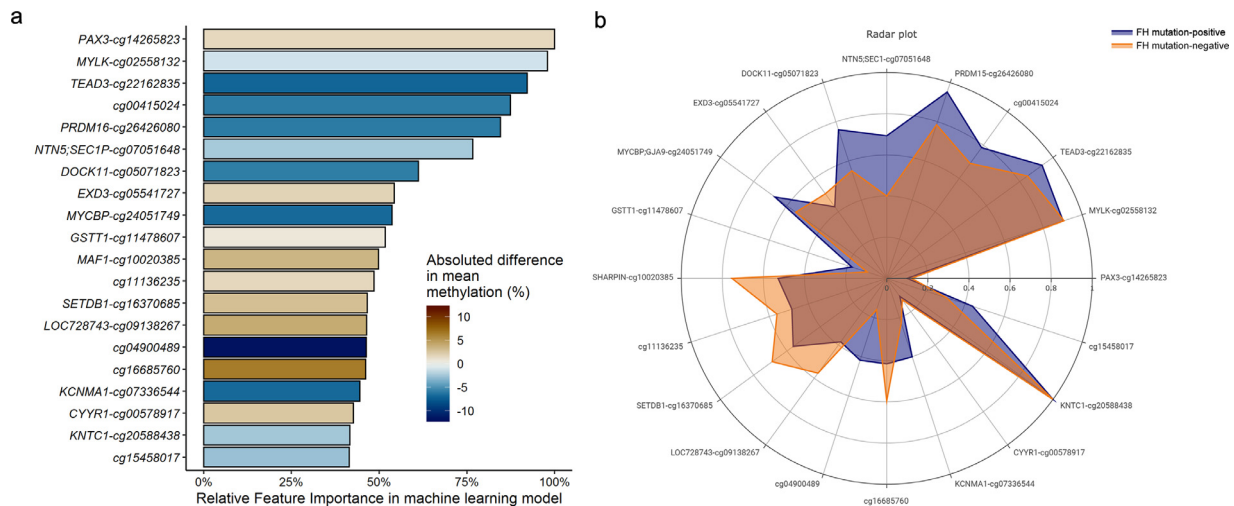 a
PAX3-cg14265823
MYLK-cg02558132
TEAD3-cg22162835
cg00415024
PRDM16-cg26426080
NTN5;SEC1P-cg07051648
DOCK11-cg05071823
EXD3-cg05541727
MYCBP-cg24051749
GSTT1-cg11478607
MAF1-cg10020385
cg11136235
SETDB1-cg16370685
LOC728743-cg09138267
cg04900489
cg16685760
KCNMA1-cg07336544
CYYR1-cg00578917
KNTC1-cg20588438
cg15458017
0% 25% 50% 75% 100%
Relative Feature Importance in machine learning model
Absoluted difference
in mean
methylation (%)
10
5
0
-5
-10
b
Radar plot
FH mutation-positive
FH mutation-negative
NTN5;SEC1-cg07051648
PRDM15-cg26426080
cg00415024
TEAD3-cg22162835
MYLK-cg02558132
PAX3-cg14265823
cg15458017
KNTC1-cg20588438
CYYR1-cg00578917
KCNMA1-cg07336544
cg16685760
cg04900489
LOC728743-cg09138267
SETDB1-cg16370685
cg11136235
SHARPIN-cg10020385
GSTT1-cg11478607
MYCBP;GJA9-cg24051749
EXD3-cg05541727
DOCK11-cg05071823
0 0.2 0.4 0.6 0.8 1